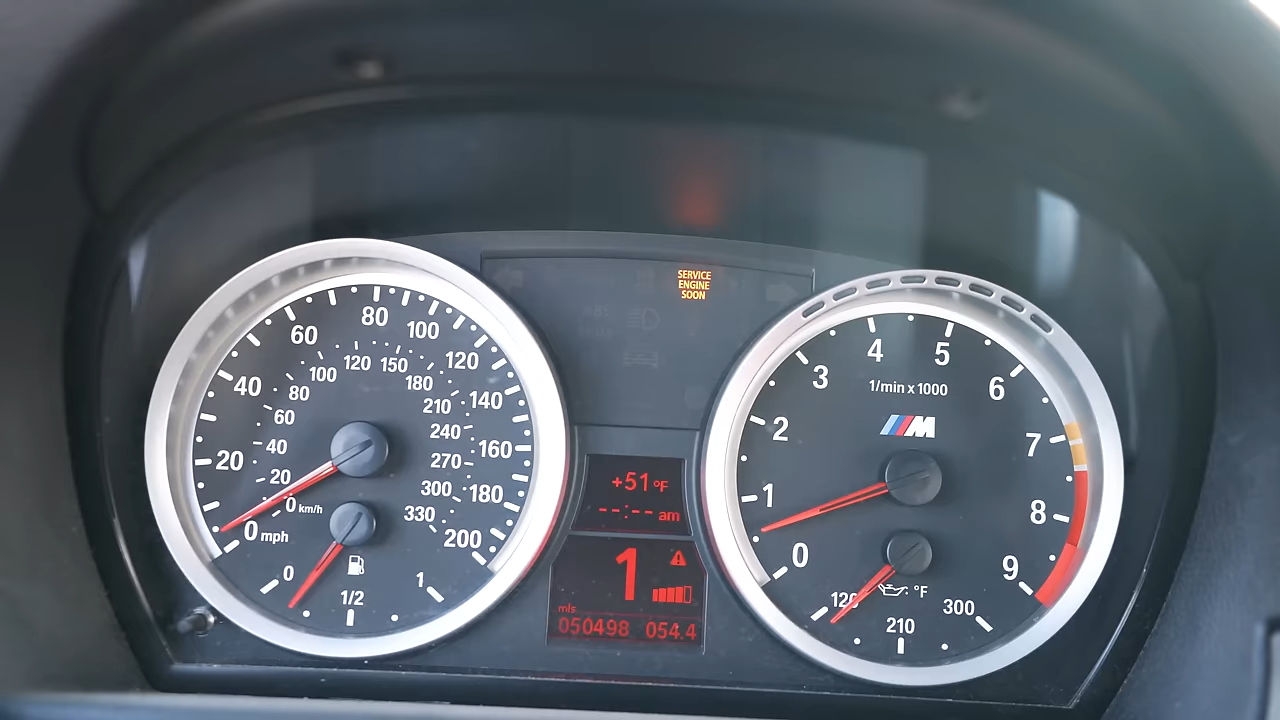 SERVICE
ENGINE
SOON
0 20 40 60 80 100 120 140 160 180 200
mph
0 20 40 60 80 100 120 150 180 210 240 270 300 330
km/h
0 1/2 1
+51°F
--:-- am
1
mls
050498 054.4
0 1 2 3 4 5 6 7 8 9
1/min x 1000
M
120 210 300
°F